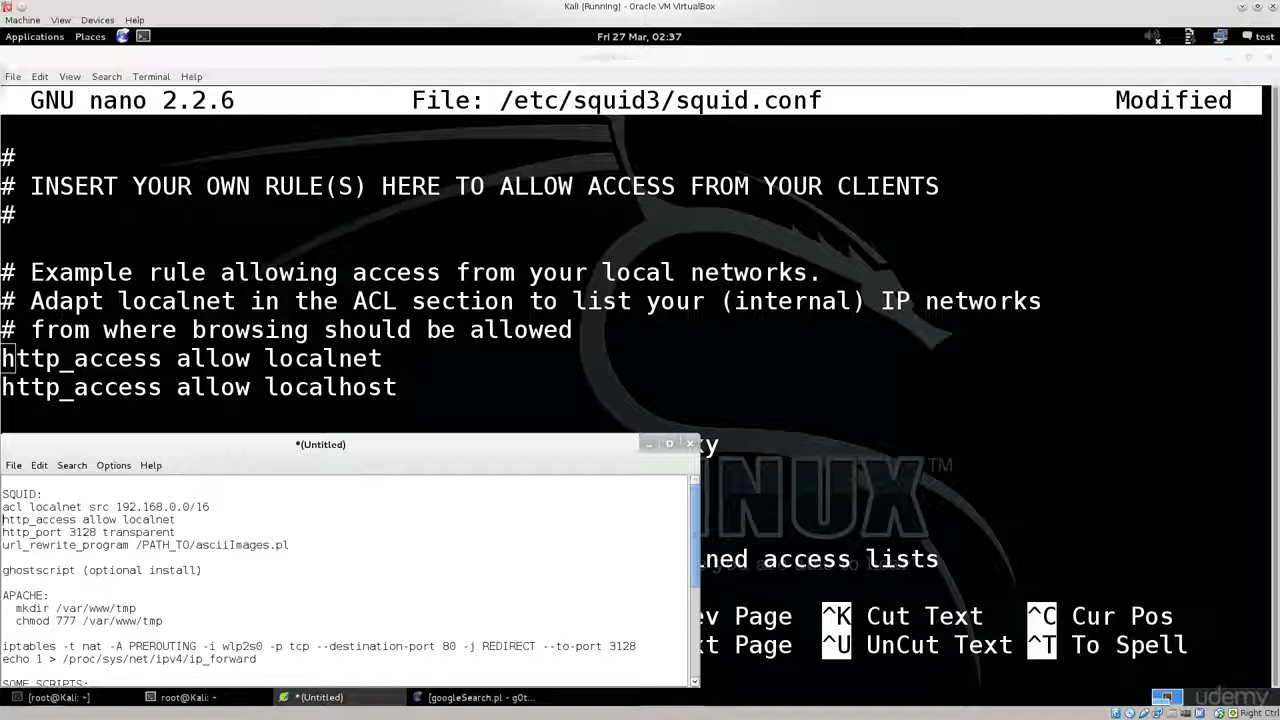 Kali [Running] - Oracle VM VirtualBox
Machine View Devices Help
Applications Places Fri 27 Mar, 02:37 test
File Edit View Search Terminal Help
GNU nano 2.2.6 File: /etc/squid3/squid.conf Modified
#
# INSERT YOUR OWN RULE(S) HERE TO ALLOW ACCESS FROM YOUR CLIENTS
#
# Example rule allowing access from your local networks.
# Adapt localnet in the ACL section to list your (internal) IP networks
# from where browsing should be allowed
http_access allow localnet
http_access allow localhost
*(Untitled)
xy
File Edit Search Options Help
SQUID:
acl localnet src 192.168.0.0/16
http_access allow localnet
http_port 3128 transparent
url_rewrite_program /PATH_TO/asciiImages.pl
ined access lists
ghostscript (optional install)
APACHE:
mkdir /var/www/tmp
chmod 777 /var/www/tmp
ev Page ^K Cut Text ^C Cur Pos
xt Page ^U UnCut Text ^T To Spell
iptables -t nat -A PREROUTING -i wlp2s0 -p tcp --destination-port 80 -j REDIRECT --to-port 3128
echo 1 > /proc/sys/net/ipv4/ip_forward
SOME SCRIPTS:
[root@Kali: ~] root@Kali: ~ *(Untitled) [googleSearch.pl - g0t...
udemy
Right Ctrl